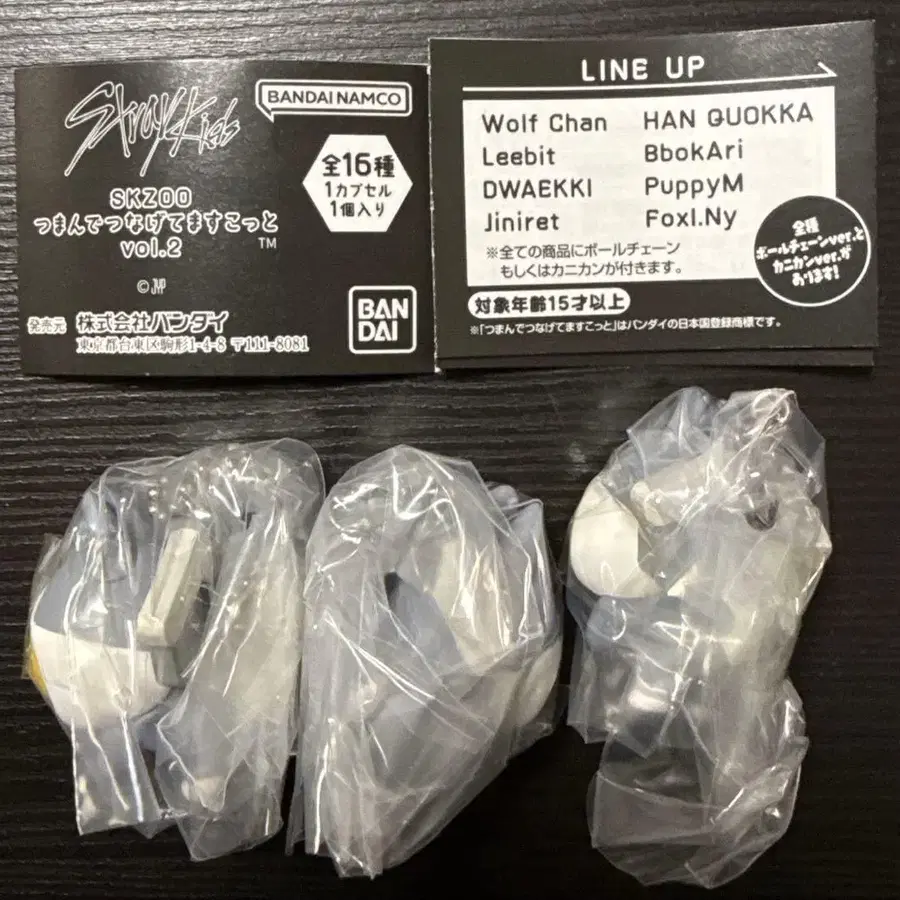 Stray Kids
BANDAI NAMCO
SKZOO
つまんでつなげてますこっと
vol.2 ™
全16種
1カプセル
1個入り
©JYP
発売元 株式会社バンダイ
東京都台東区駒形1-4-8 〒111-8081
BAN
DAI
LINE UP
Wolf Chan HAN QUOKKA
Leebit BbokAri
DWAEKKI PuppyM
Jiniret FoxI.Ny
※全ての商品にボールチェーン
もしくはカニカンが付きます。
全種
ボールチェーンver.と
カニカンver.が
あります!
対象年齢15才以上
※「つまんでつなげてますこっと」はバンダイの日本国登録商標です。